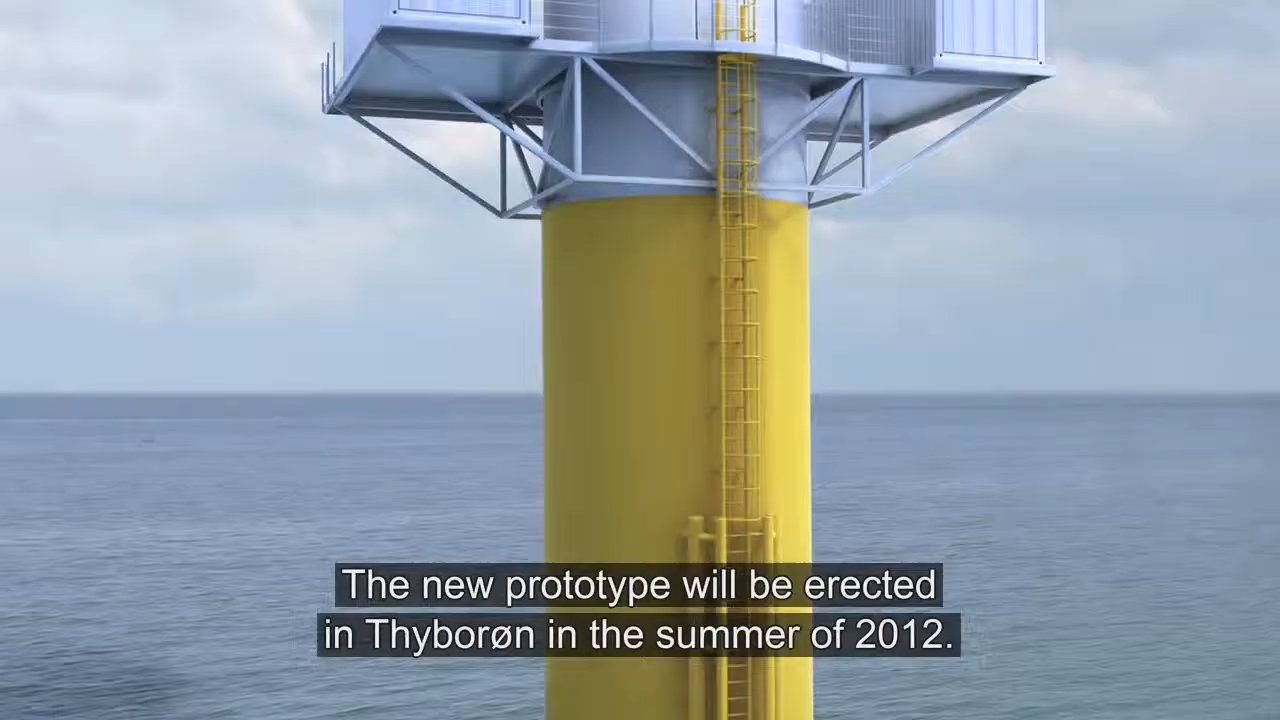 The new prototype will be erected
in Thyborøn in the summer of 2012.